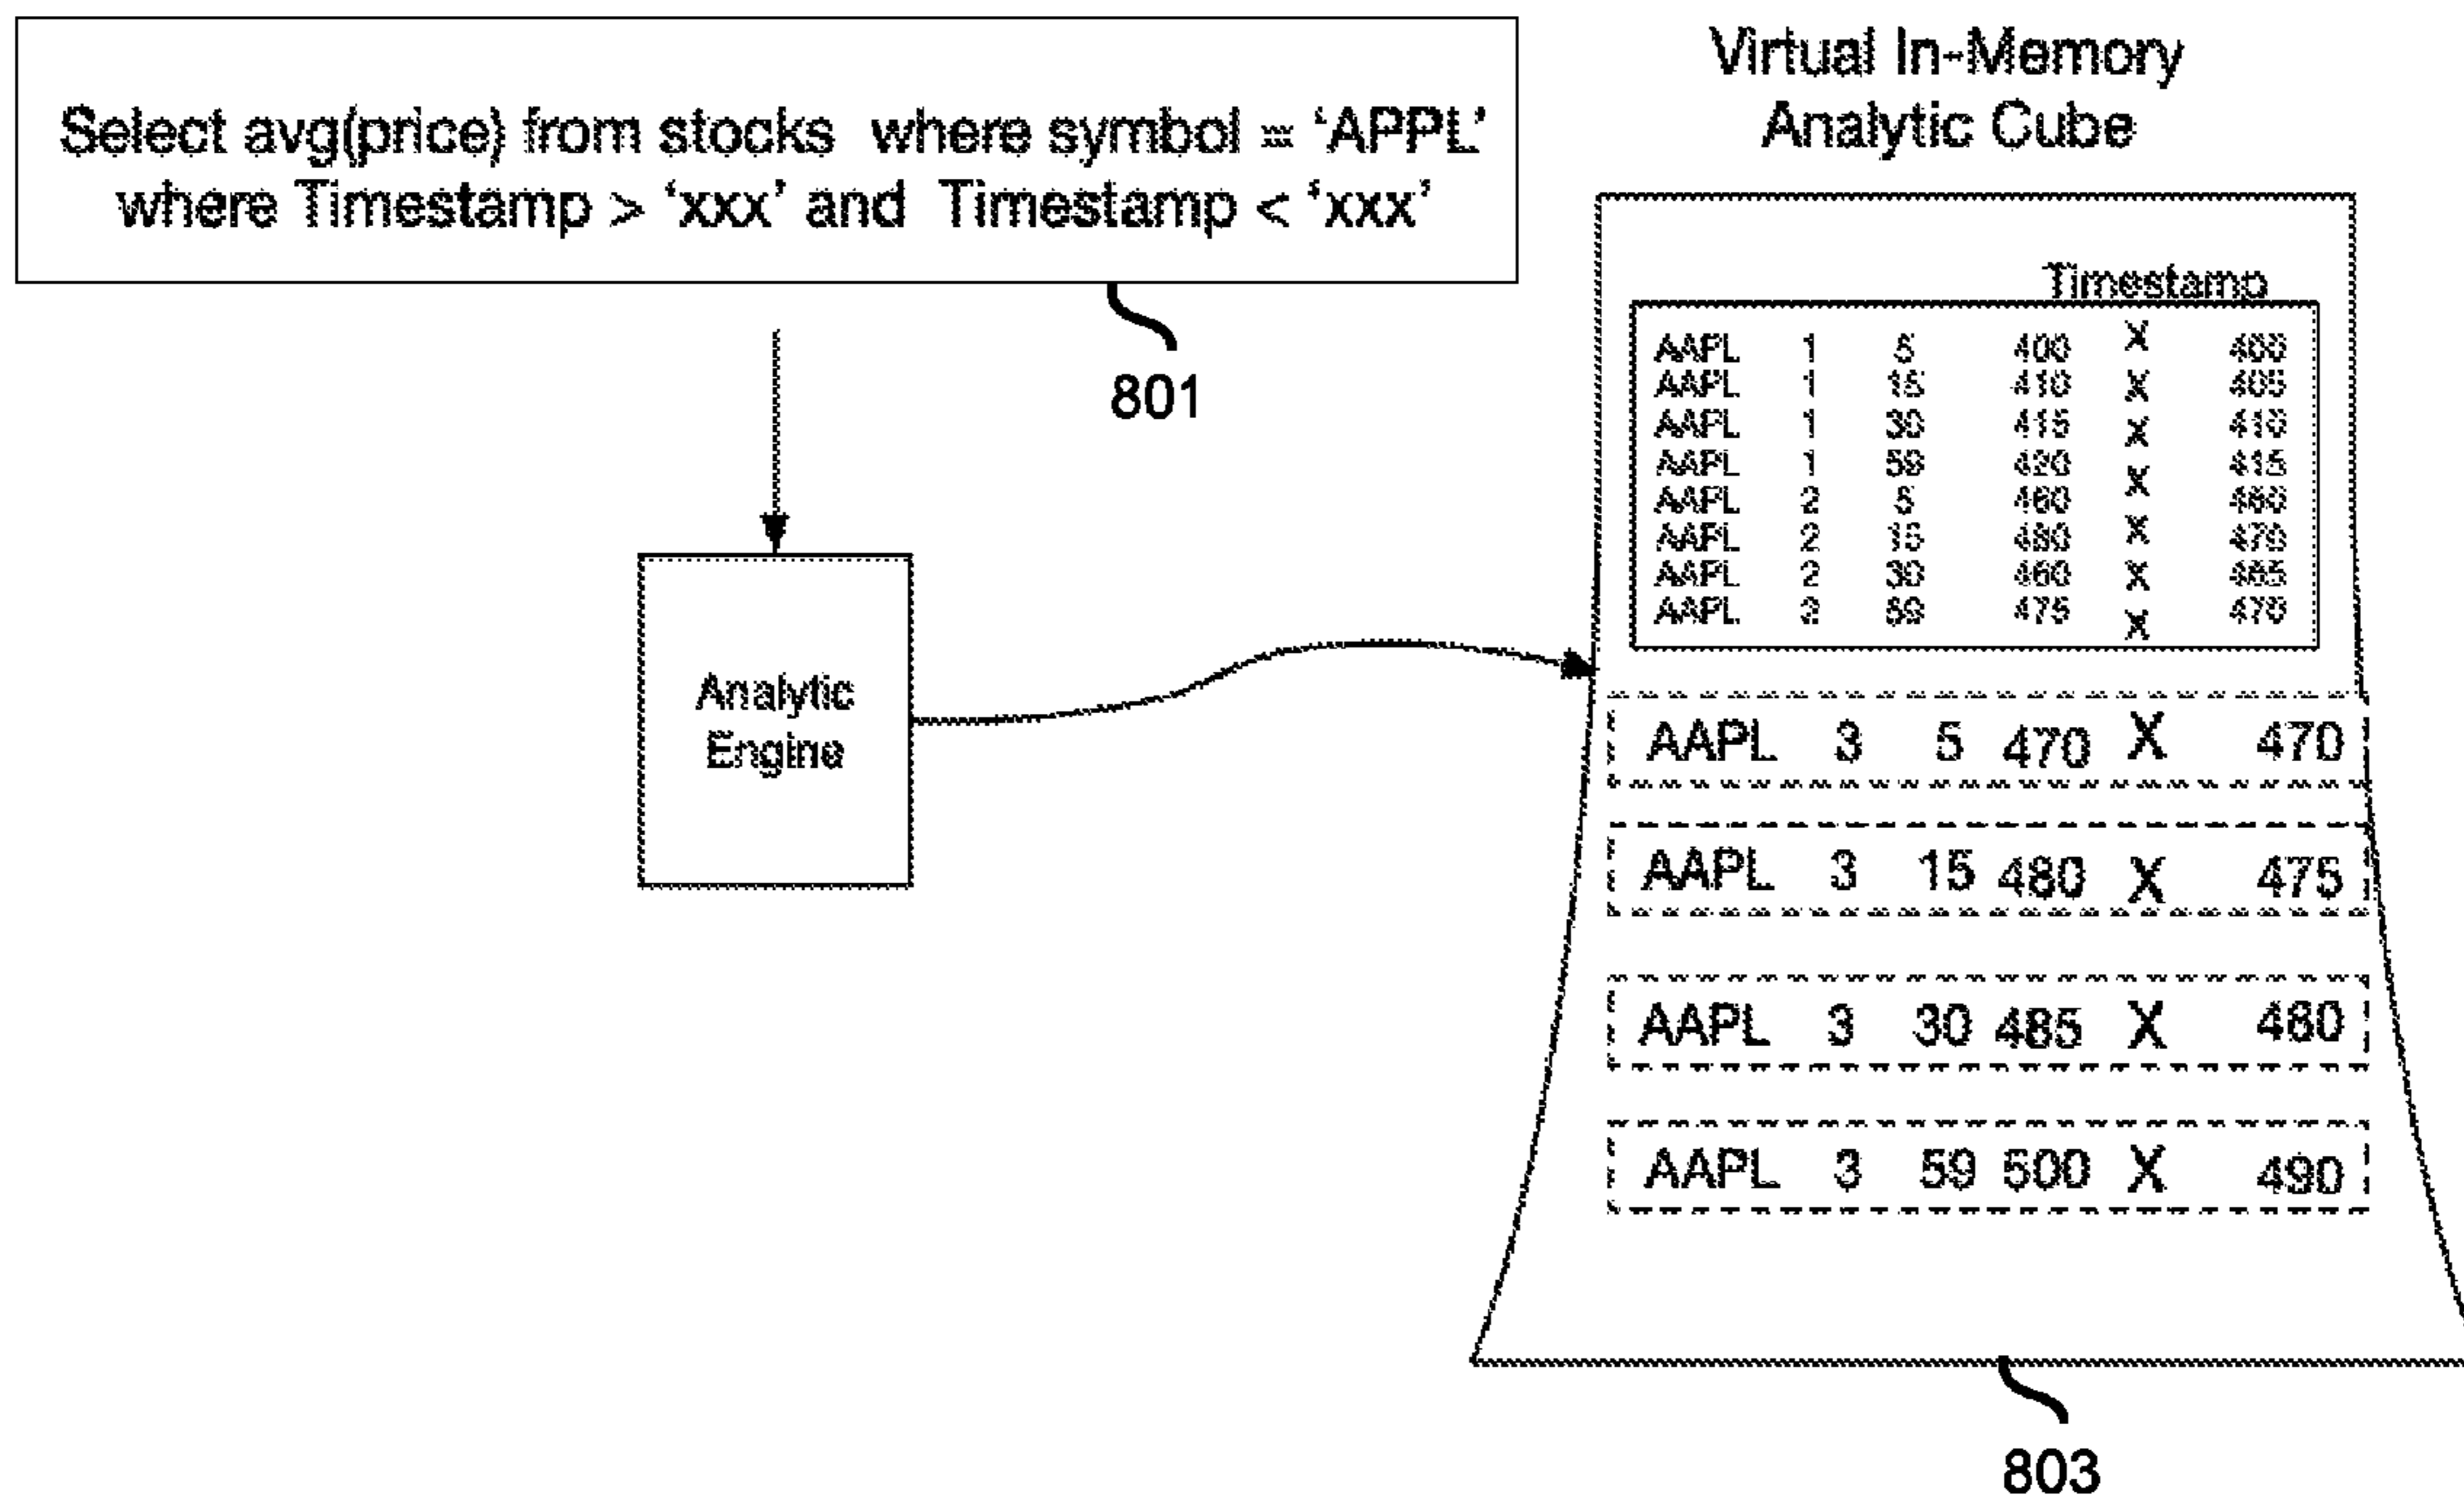 Select avg(price) from stocks where symbol = 'APPL'
where Timestamp > 'xxx' and Timestamp < 'xxx'
801
Analytic
Engine
Virtual In-Memory
Analytic Cube
Timestamp
AAPL 1 5 400 X 400
AAPL 1 15 410 X 405
AAPL 1 30 415 X 410
AAPL 1 59 420 X 415
AAPL 2 5 460 X 460
AAPL 2 15 480 X 470
AAPL 2 30 460 X 465
AAPL 2 59 475 X 470
AAPL 3 5 470 X 470
AAPL 3 15 480 X 475
AAPL 3 30 485 X 480
AAPL 3 59 500 X 490
803